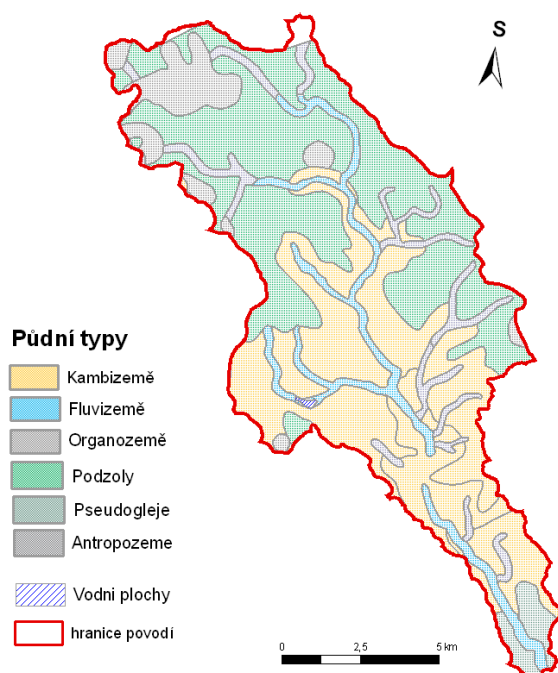 S
Půdní typy
Kambizemě
Fluvizemě
Organozemě
Podzoly
Pseudogleje
Antropozeme
Vodni plochy
hranice povodí
0 2,5 5 km